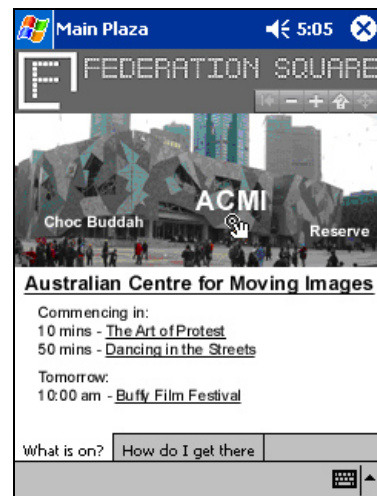 Main Plaza 5:05
FEDERATION SQUARE
ACMI
Choc Buddah
Reserve
Australian Centre for Moving Images
Commencing in:
10 mins - The Art of Protest
50 mins - Dancing in the Streets
Tomorrow:
10:00 am - Buffy Film Festival
What is on? How do I get there